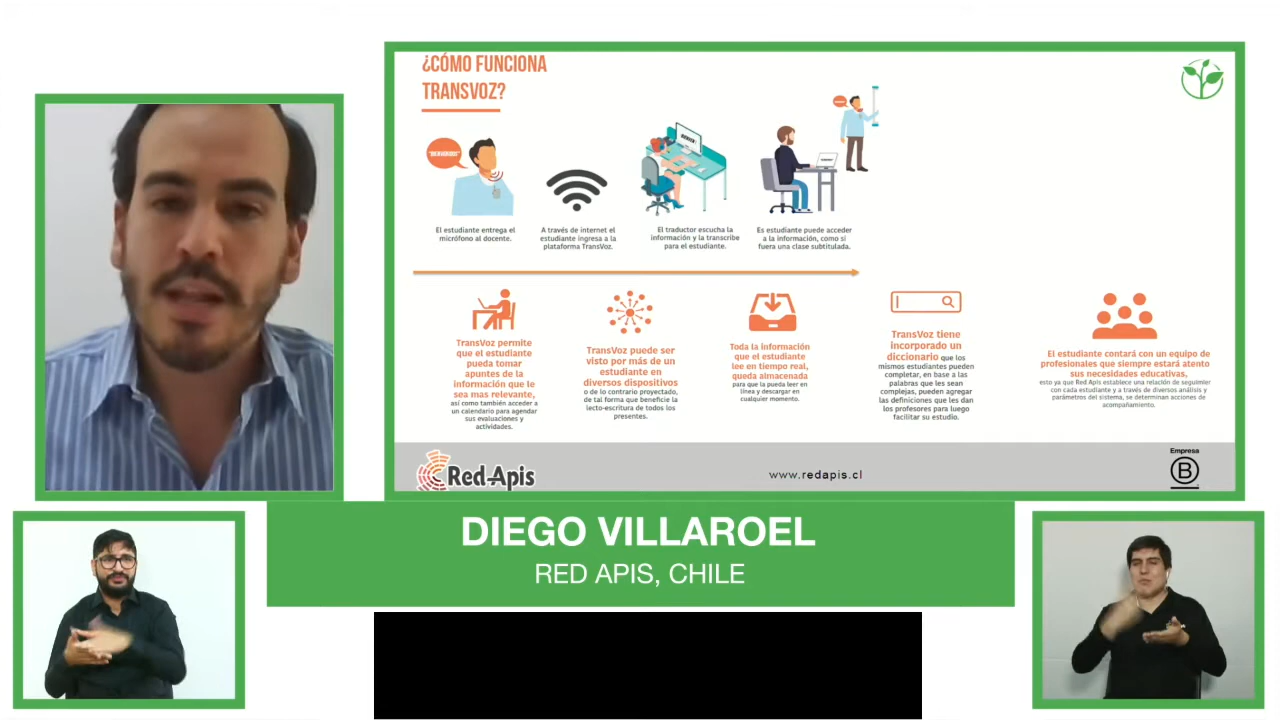 ¿CÓMO FUNCIONA
TRANSVOZ?
"BIENVENIDOS"
El estudiante entrega el
micrófono al docente.
A través de internet el
estudiante ingresa a la
plataforma TransVoz.
El traductor escucha la
información y la transcribe
para el estudiante.
Es estudiante puede acceder
a la información, como si
fuera una clase subtitulada.
TransVoz permite
que el estudiante
pueda tomar
apuntes de la
información que le
sea mas relevante,
así como también acceder a
un calendario para agendar
sus evaluaciones y
actividades.
TransVoz puede ser
visto por más de un
estudiante en
diversos dispositivos
o de lo contrario proyectado,
de tal forma que beneficie la
lecto-escritura de todos los
presentes.
Toda la información
que el estudiante
lee en tiempo real,
queda almacenada
para que la pueda leer en
línea y descargar en
cualquier momento.
TransVoz tiene
incorporado un
diccionario que los
mismos estudiantes pueden
completar, en base a las
palabras que les sean
complejas, pueden agregar
las definiciones que les dan
los profesores para luego
facilitar su estudio.
El estudiante contará con un equipo de
profesionales que siempre estará atento
sus necesidades educativas,
esto ya que Red Apis establece una relación de seguimier
con cada estudiante y a través de diversos análisis y
parámetros del sistema, se determinan acciones de
acompañamiento.
Red Apis
www.redapis.cl
Empresa
B
DIEGO VILLAROEL
RED APIS, CHILE